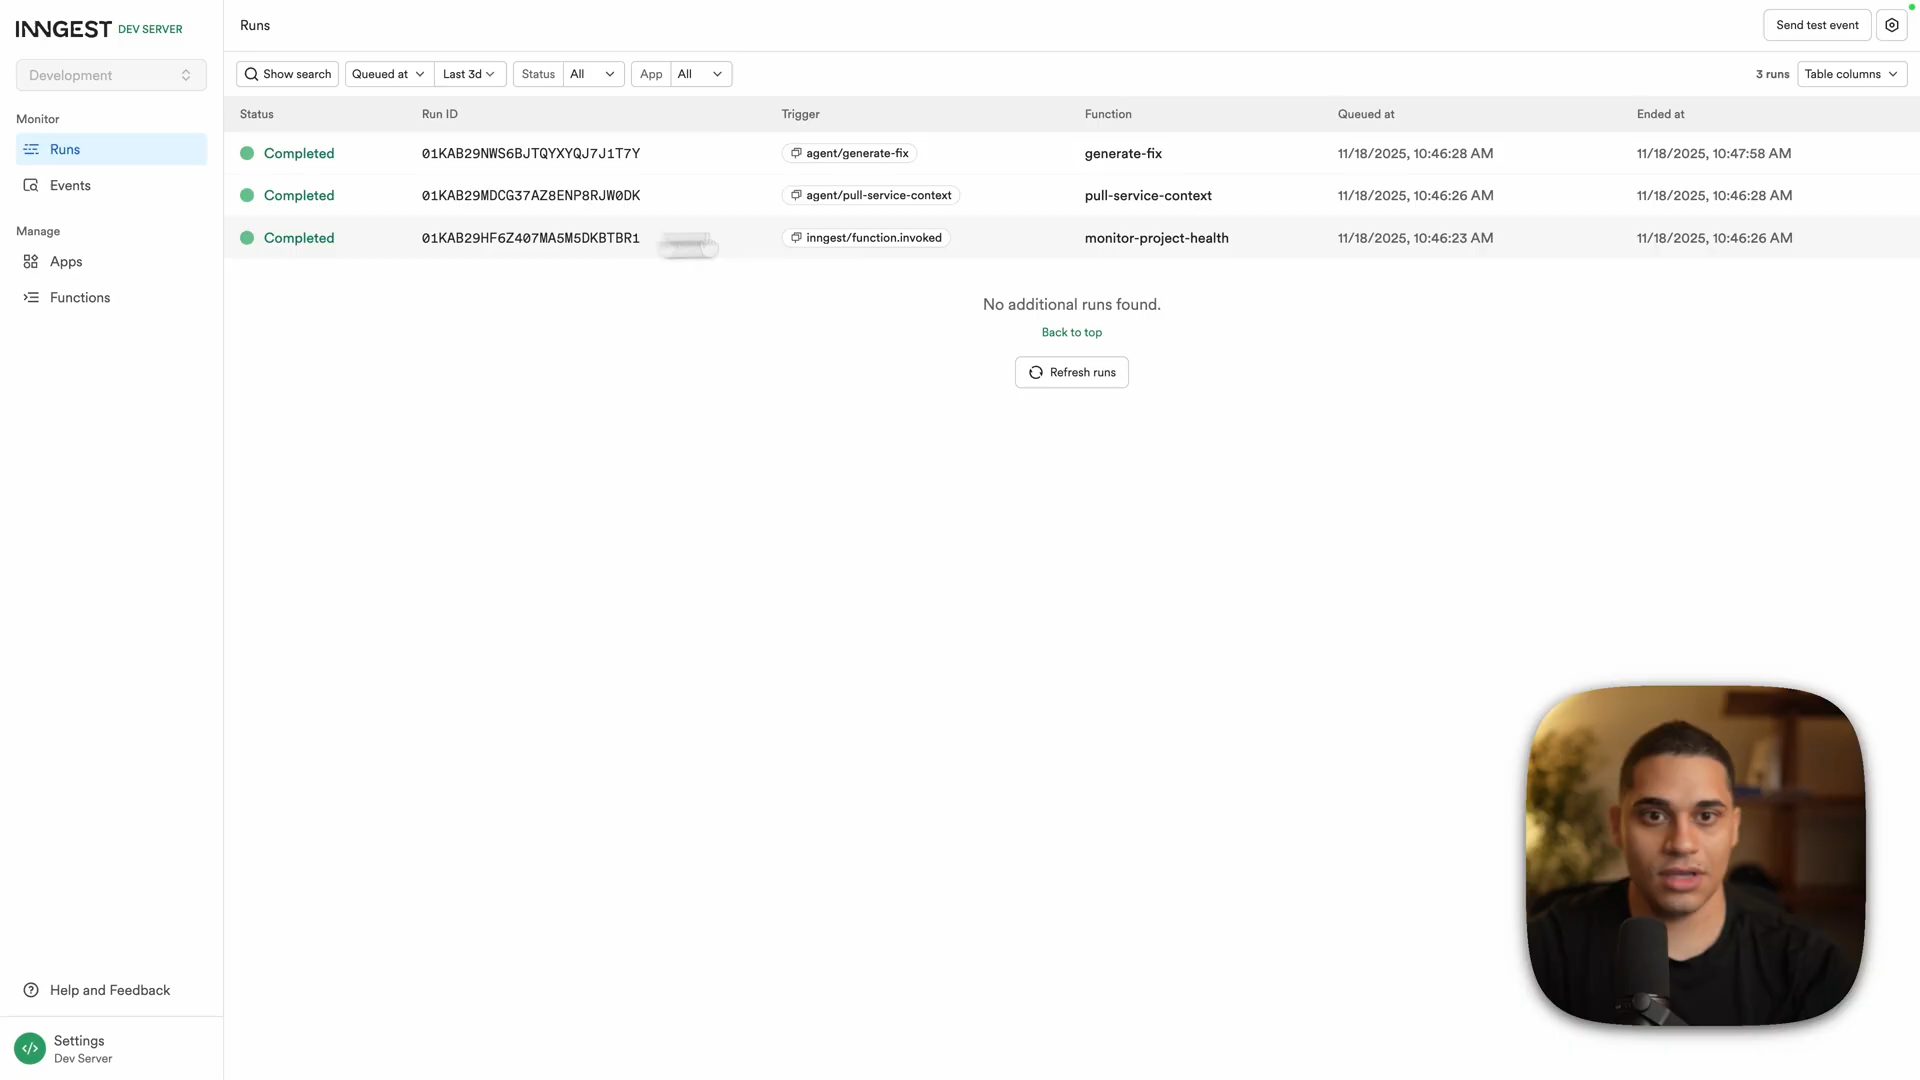 INNGEST DEV SERVER
Development
Monitor
Runs
Events
Manage
Apps
Functions
Help and Feedback
Settings
Dev Server
Runs
Send test event
Show search
Queued at
Last 3d
Status
All
App
All
3 runs
Table columns
Status Run ID Trigger Function Queued at Ended at
Completed 01KAB29NWS6BJTQYXYQJ7J1T7Y agent/generate-fix generate-fix 11/18/2025, 10:46:28 AM 11/18/2025, 10:47:58 AM
Completed 01KAB29MDCG37AZ8ENP8RJW0DK agent/pull-service-context pull-service-context 11/18/2025, 10:46:26 AM 11/18/2025, 10:46:28 AM
Completed 01KAB29HF6Z407MA5M5DKBTBR1 inngest/function.invoked monitor-project-health 11/18/2025, 10:46:23 AM 11/18/2025, 10:46:26 AM
No additional runs found.
Back to top
Refresh runs